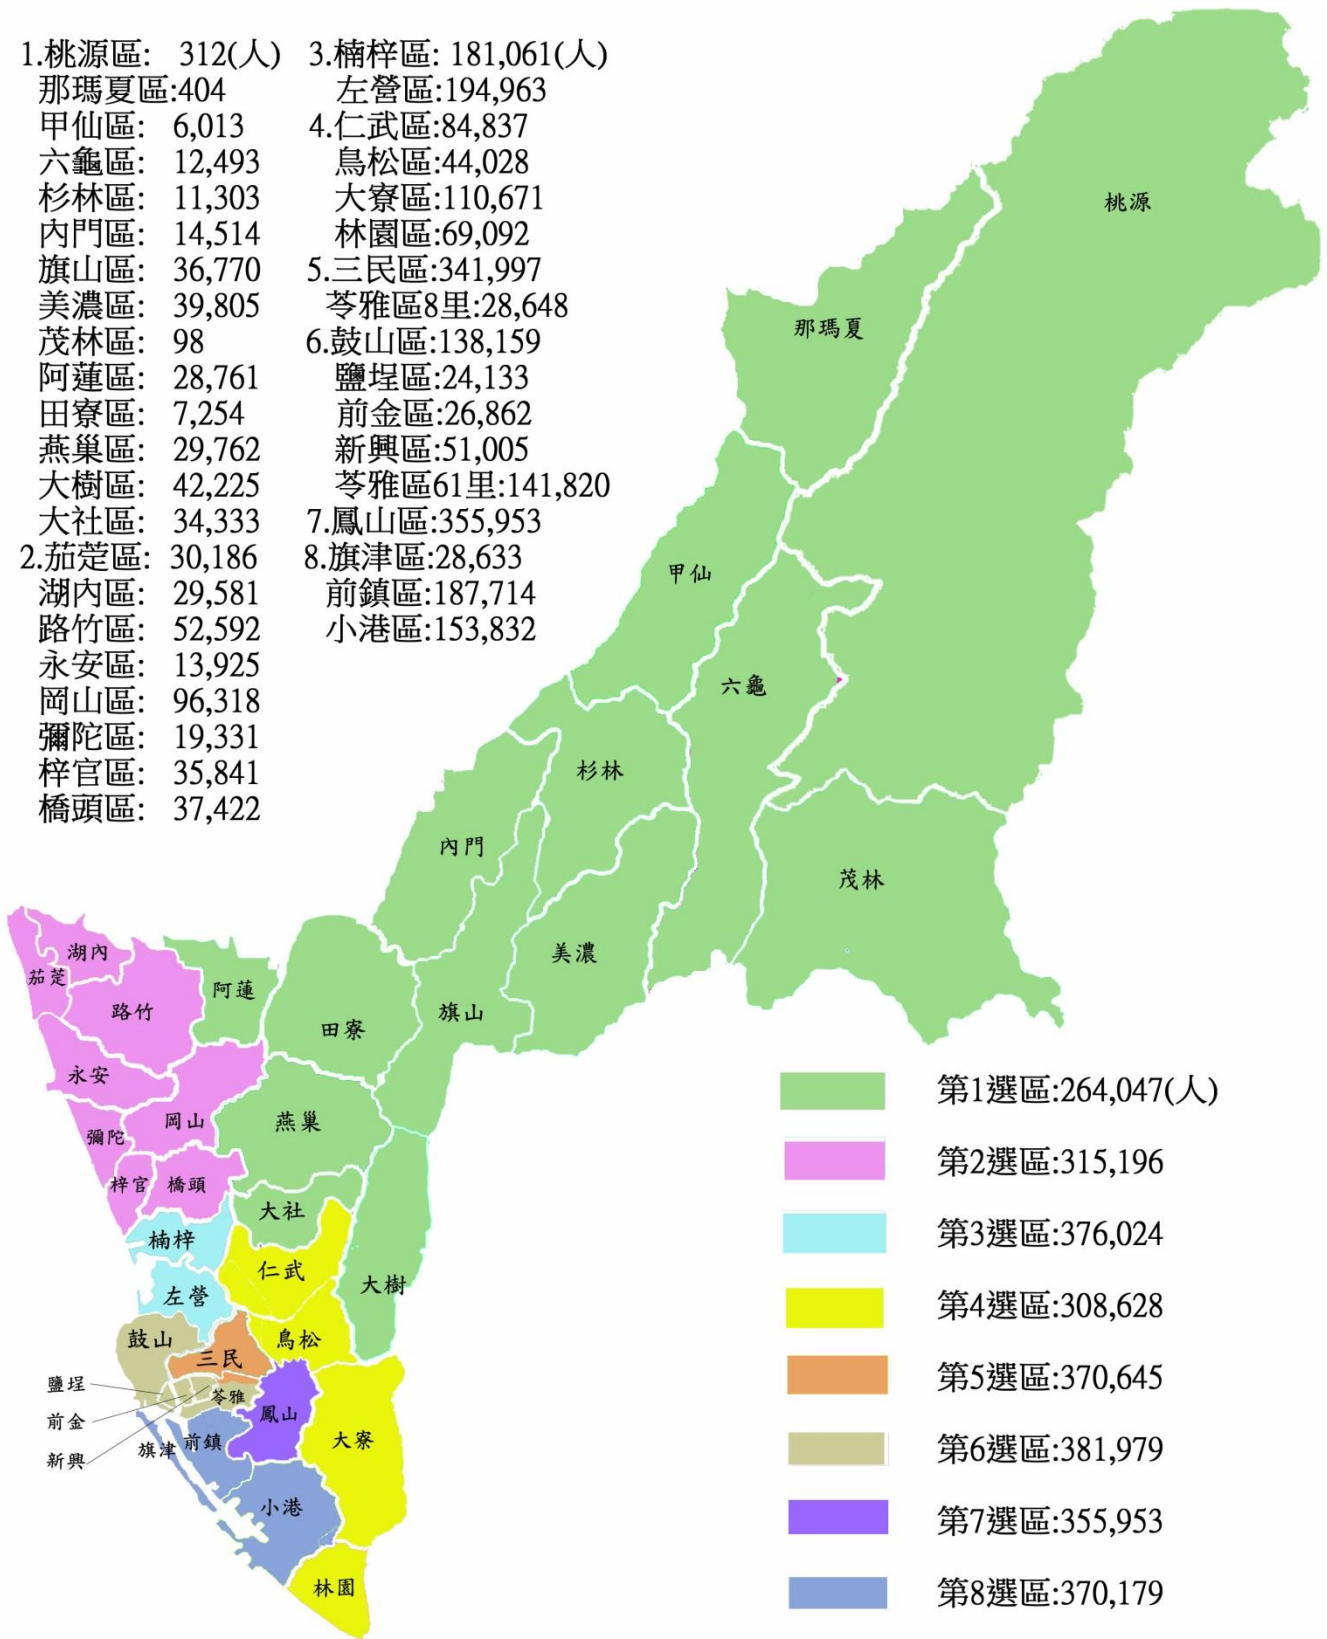 1.桃源區: 312(人)
那瑪夏區:404
甲仙區: 6,013
六龜區: 12,493
杉林區: 11,303
內門區: 14,514
旗山區: 36,770
美濃區: 39,805
茂林區: 98
阿蓮區: 28,761
田寮區: 7,254
燕巢區: 29,762
大樹區: 42,225
大社區: 34,333
2.茄萣區: 30,186
湖內區: 29,581
路竹區: 52,592
永安區: 13,925
岡山區: 96,318
彌陀區: 19,331
梓官區: 35,841
橋頭區: 37,422
3.楠梓區: 181,061(人)
左營區:194,963
4.仁武區:84,837
鳥松區:44,028
大寮區:110,671
林園區:69,092
5.三民區:341,997
苓雅區8里:28,648
6.鼓山區:138,159
鹽埕區:24,133
前金區:26,862
新興區:51,005
苓雅區61里:141,820
7.鳳山區:355,953
8.旗津區:28,633
前鎮區:187,714
小港區:153,832
桃源
那瑪夏
甲仙
六龜
杉林
內門
茂林
美濃
旗山
田寮
阿蓮
湖內
茄萣
路竹
永安
岡山
燕巢
彌陀
梓官
橋頭
大社
楠梓
仁武
大樹
左營
鼓山
鳥松
三民
鹽埕
苓雅
前金
鳳山
新興
旗津
前鎮
大寮
小港
林園
第1選區:264,047(人)
第2選區:315,196
第3選區:376,024
第4選區:308,628
第5選區:370,645
第6選區:381,979
第7選區:355,953
第8選區:370,179